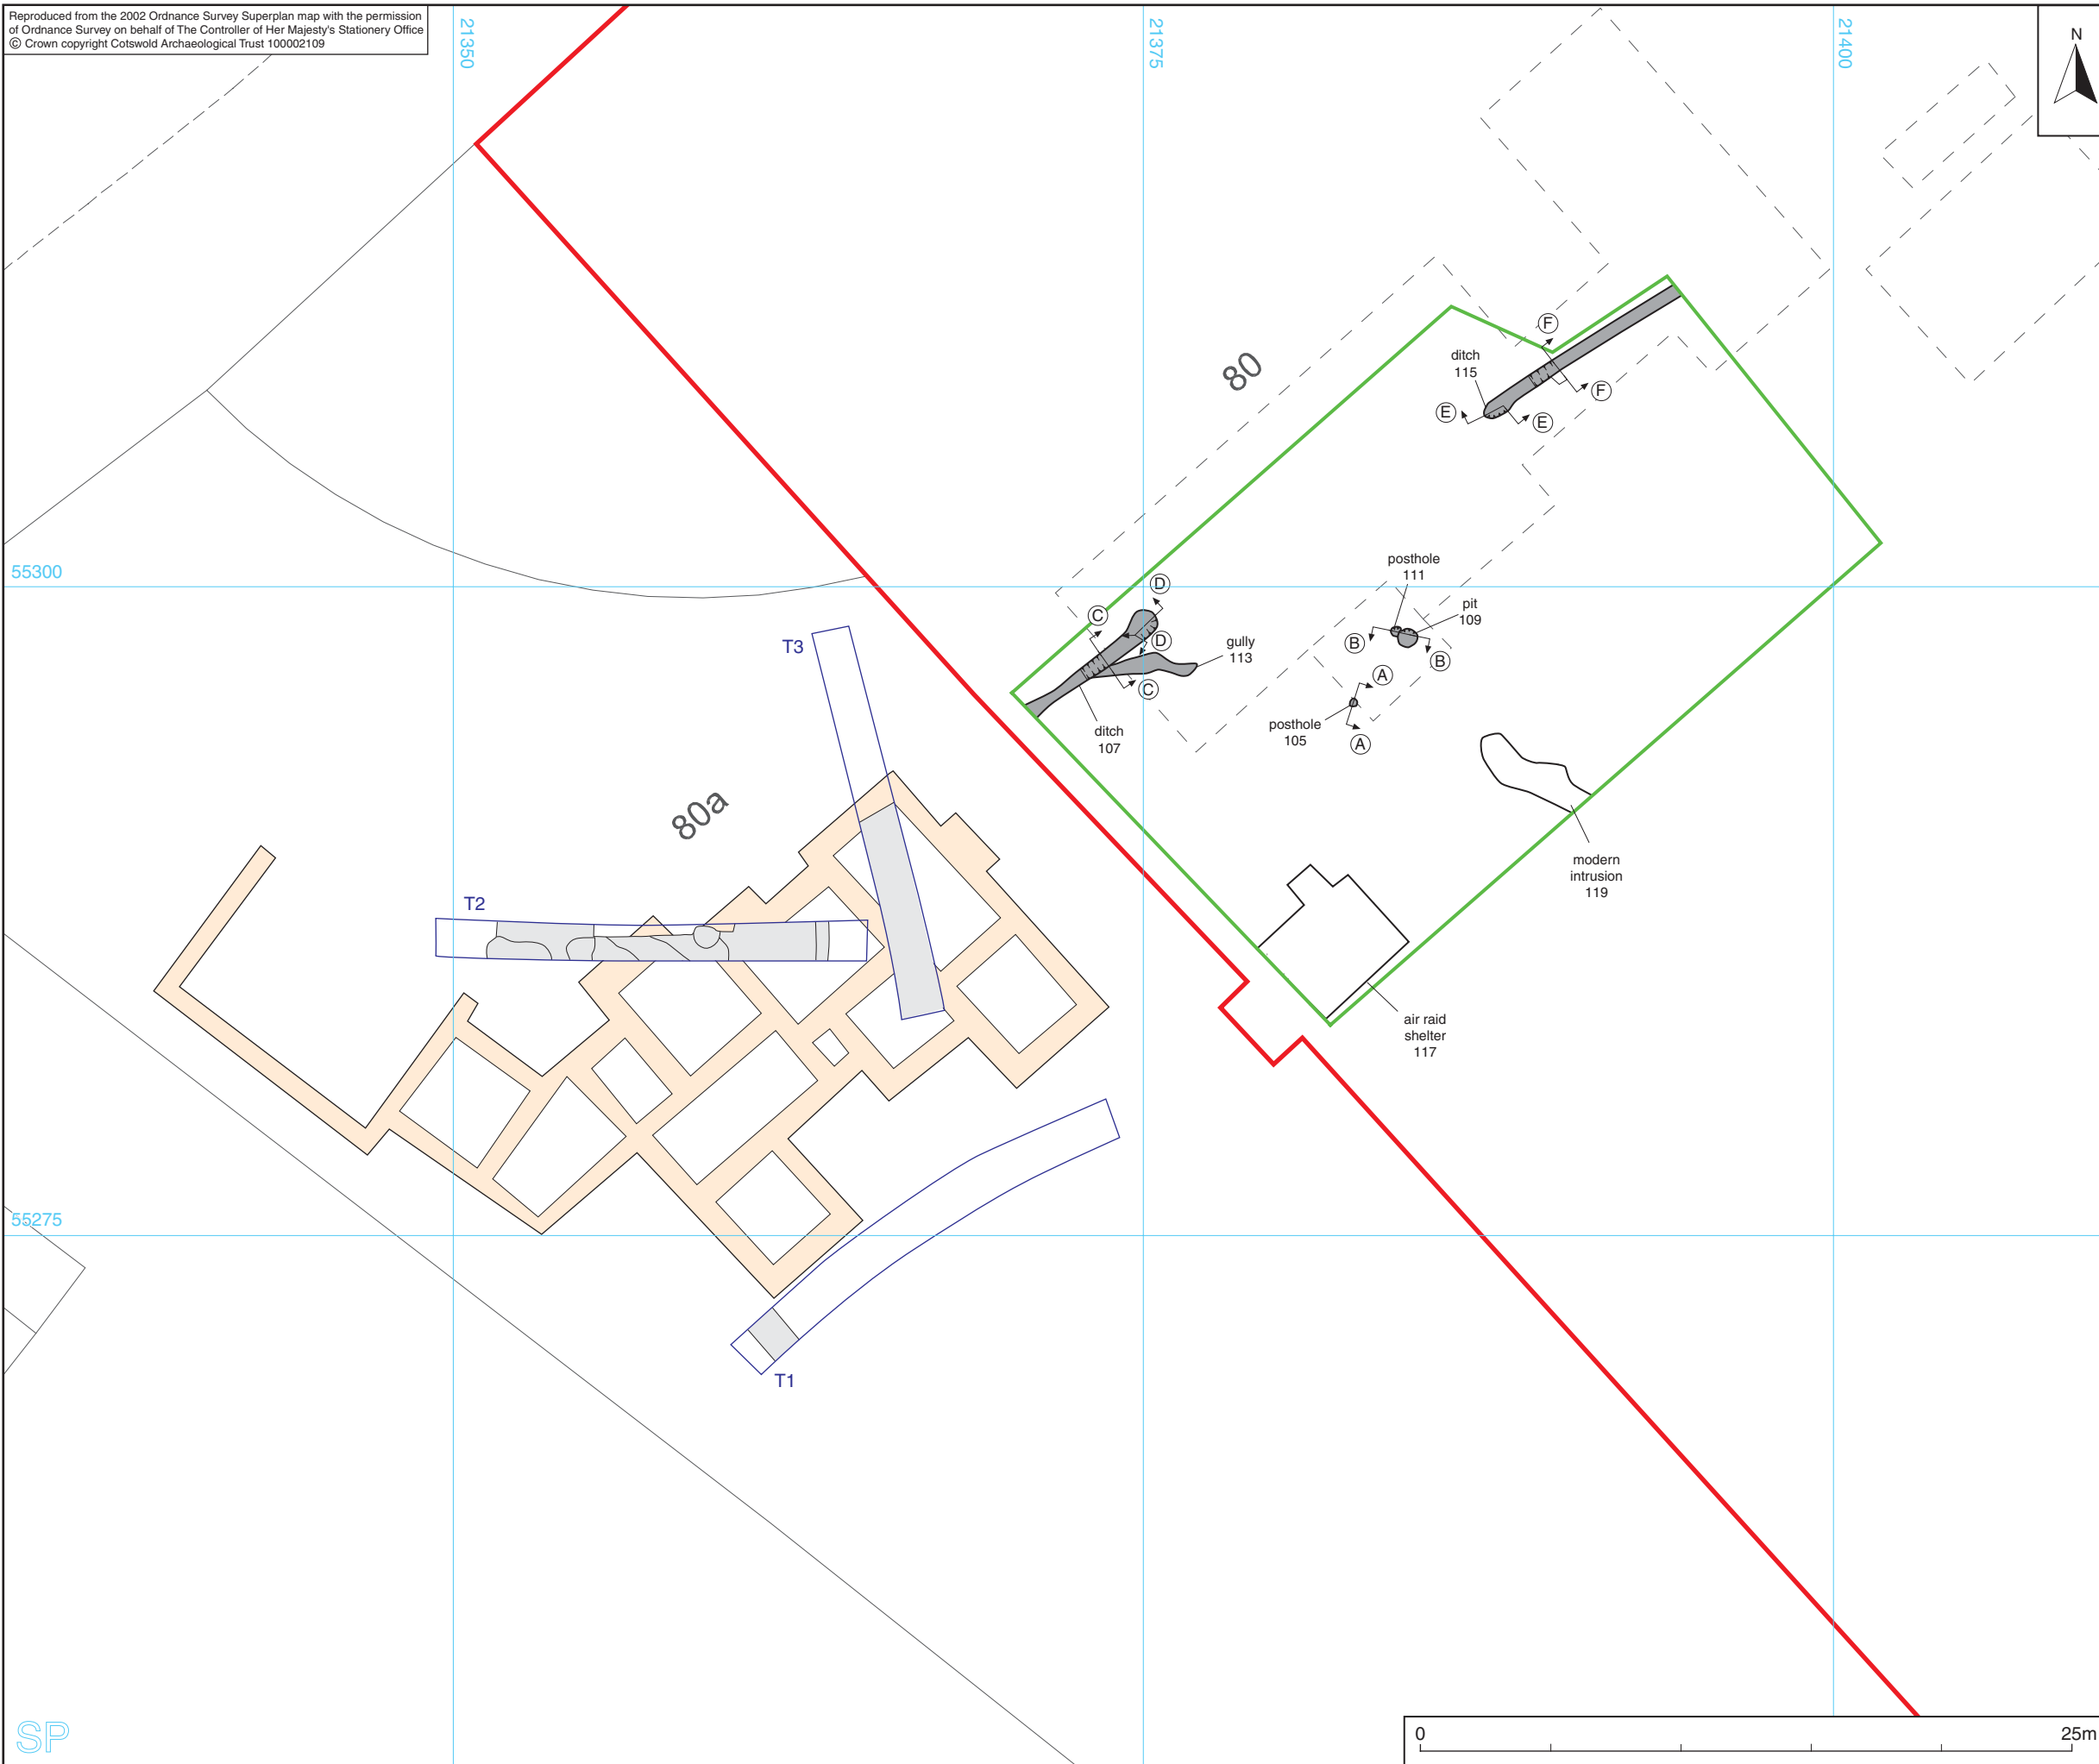 Reproduced from the 2002 Ordnance Survey Superplan map with the permission
of Ordnance Survey on behalf of The Controller of Her Majesty's Stationery Office
© Crown copyright Cotswold Archaeological Trust 100002109
21350
21375
21400
N
F
80
ditch
115
F
E
E
posthole
111
55300
D
pit
109
C
D
B
gully
113
T3
B
A
C
posthole
105
ditch
107
A
80a
modern
intrusion
119
T2
air raid
shelter
117
55275
T1
SP
0
25m